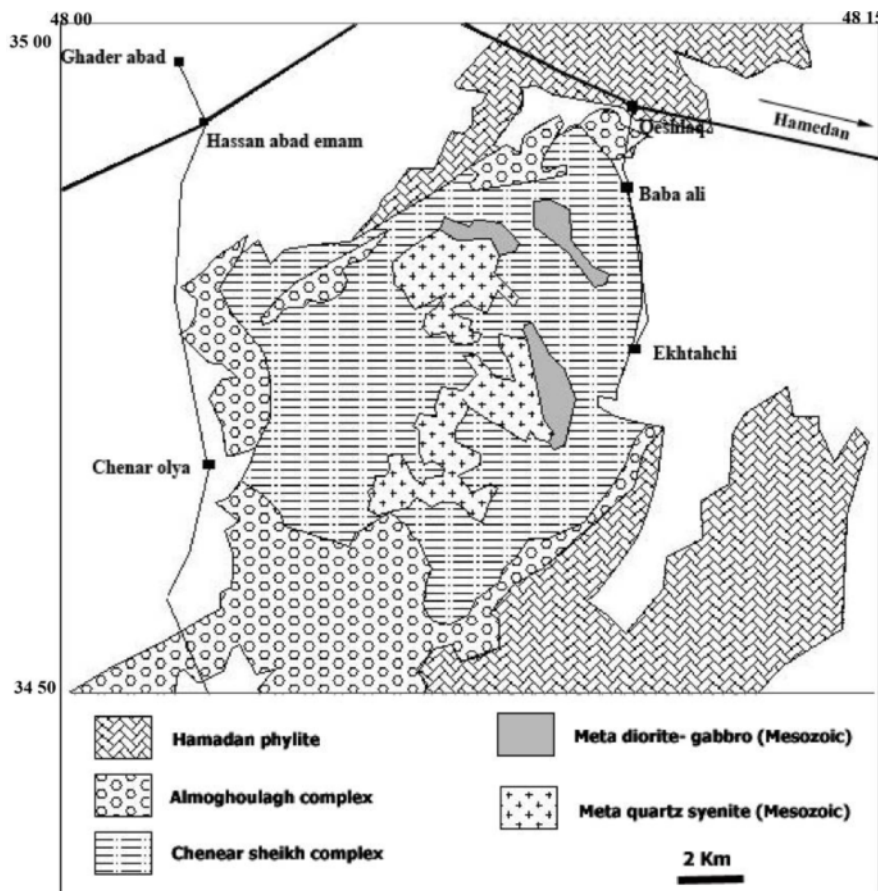 48 00
48 15
35 00
Ghader abad
Hassan abad emam
Qeshlaqa
Hamedan
Baba ali
Ekhtahchi
Chenar olya
34 50
Hamadan phylite
Almoghoulagh complex
Chenear sheikh complex
Meta diorite- gabbro (Mesozoic)
Meta quartz syenite (Mesozoic)
2 Km